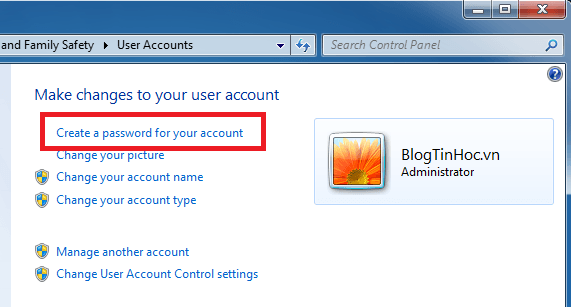 and Family Safety User Accounts
Search Control Panel
Make changes to your user account
Create a password for your account
Change your picture
Change your account name
Change your account type
Manage another account
Change User Account Control settings
BlogTinHoc.vn
Administrator